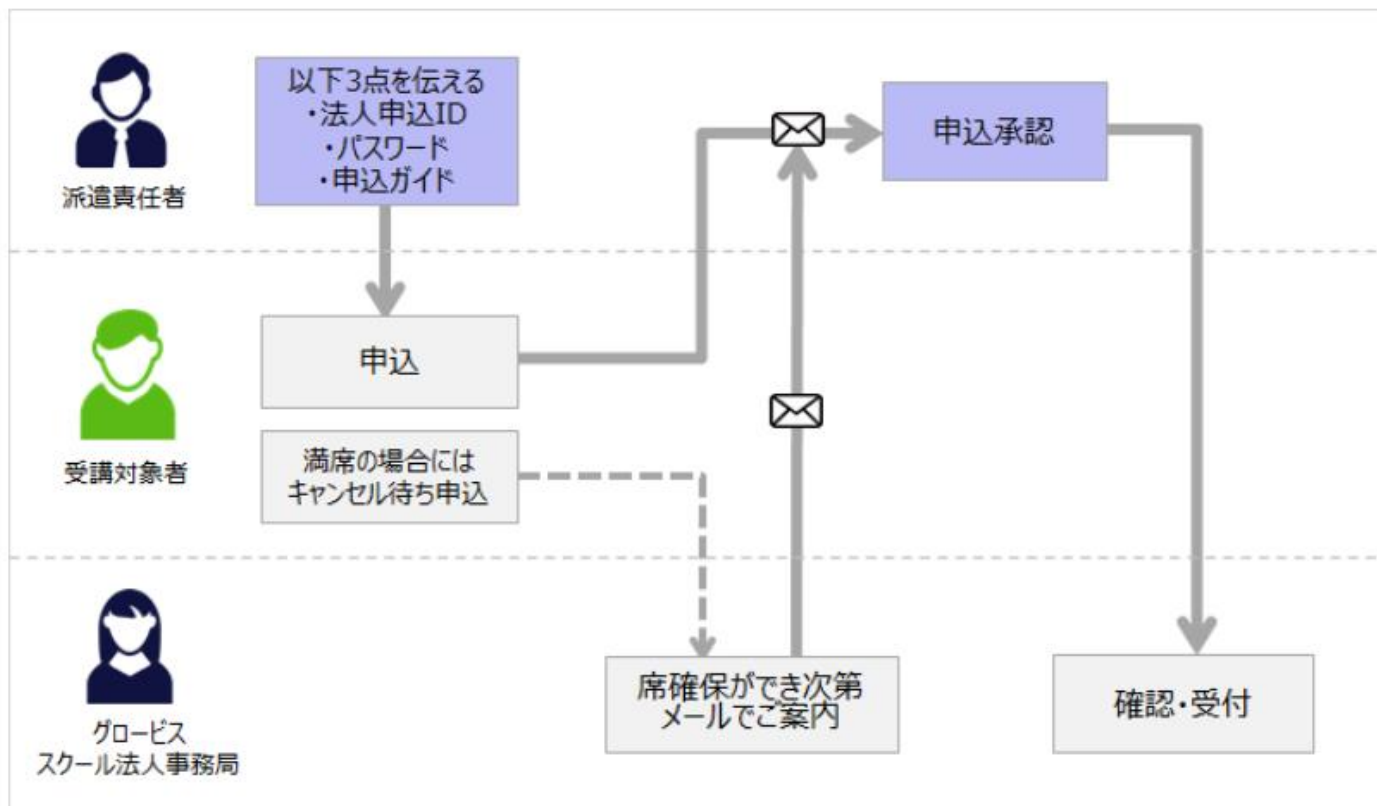 以下3点を伝える
・法人申込ID
・パスワード
・申込ガイド
申込承認
派遣責任者
申込
満席の場合には
キャンセル待ち申込
受講対象者
席確保ができ次第
メールでご案内
確認・受付
グロービス
スクール法人事務局